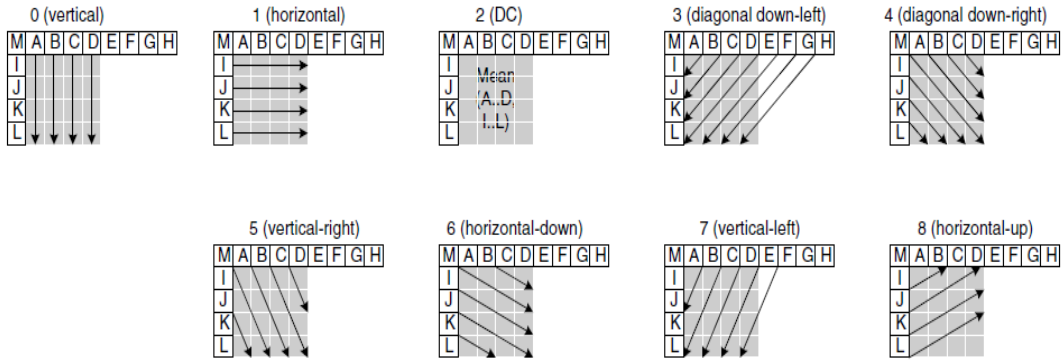 0 (vertical)
M A B C D E F G H
I
J
K
L
1 (horizontal)
M A B C D E F G H
I
J
K
L
2 (DC)
M A B C D E F G H
I
J
K
L
Mean
(A..D,
I..L)
3 (diagonal down-left)
M A B C D E F G H
I
J
K
L
4 (diagonal down-right)
M A B C D E F G H
I
J
K
L
5 (vertical-right)
M A B C D E F G H
I
J
K
L
6 (horizontal-down)
M A B C D E F G H
I
J
K
L
7 (vertical-left)
M A B C D E F G H
I
J
K
L
8 (horizontal-up)
M A B C D E F G H
I
J
K
L